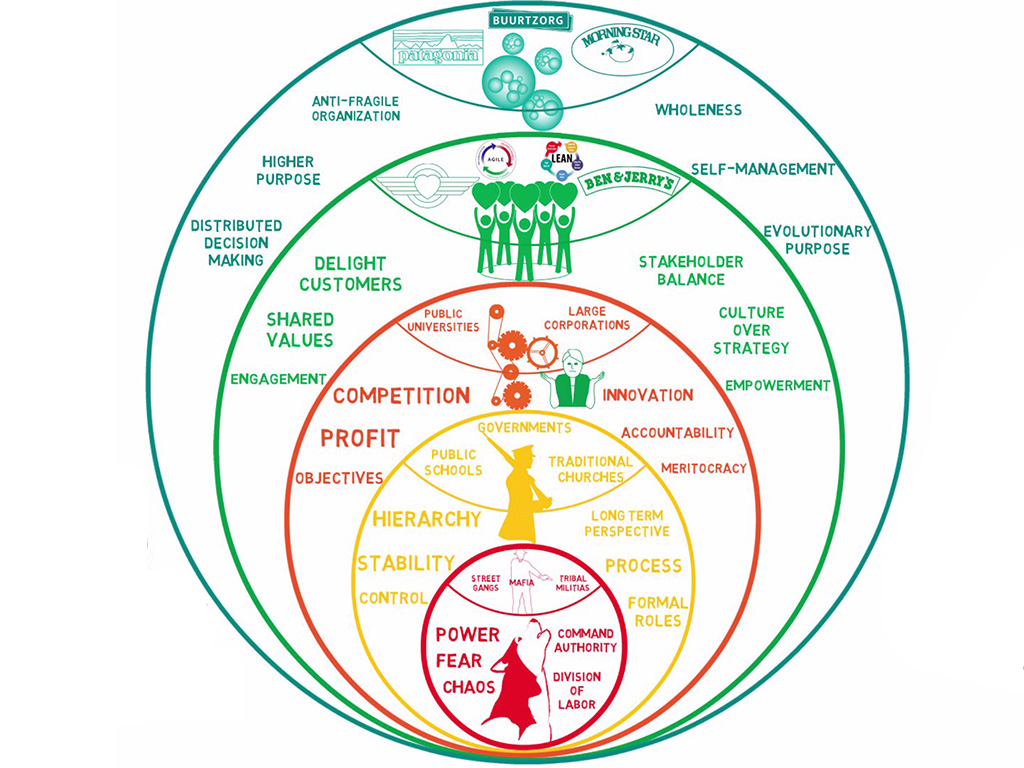 BUURTZORG
patagonia
MORNING STAR
ANTI-FRAGILE
ORGANIZATION
WHOLENESS
HIGHER
PURPOSE
SELF-MANAGEMENT
DISTRIBUTED
DECISION
MAKING
EVOLUTIONARY
PURPOSE
AGILE
LEAN
BEN & JERRY'S
DELIGHT
CUSTOMERS
STAKEHOLDER
BALANCE
SHARED
VALUES
CULTURE
OVER
STRATEGY
ENGAGEMENT
EMPOWERMENT
PUBLIC
UNIVERSITIES
LARGE
CORPORATIONS
COMPETITION
INNOVATION
PROFIT
ACCOUNTABILITY
OBJECTIVES
MERITOCRACY
GOVERNMENTS
PUBLIC
SCHOOLS
TRADITIONAL
CHURCHES
HIERARCHY
LONG TERM
PERSPECTIVE
STABILITY
PROCESS
CONTROL
FORMAL
ROLES
STREET
GANGS
MAFIA
TRIBAL
MILITIAS
POWER
FEAR
CHAOS
COMMAND
AUTHORITY
DIVISION
OF
LABOR